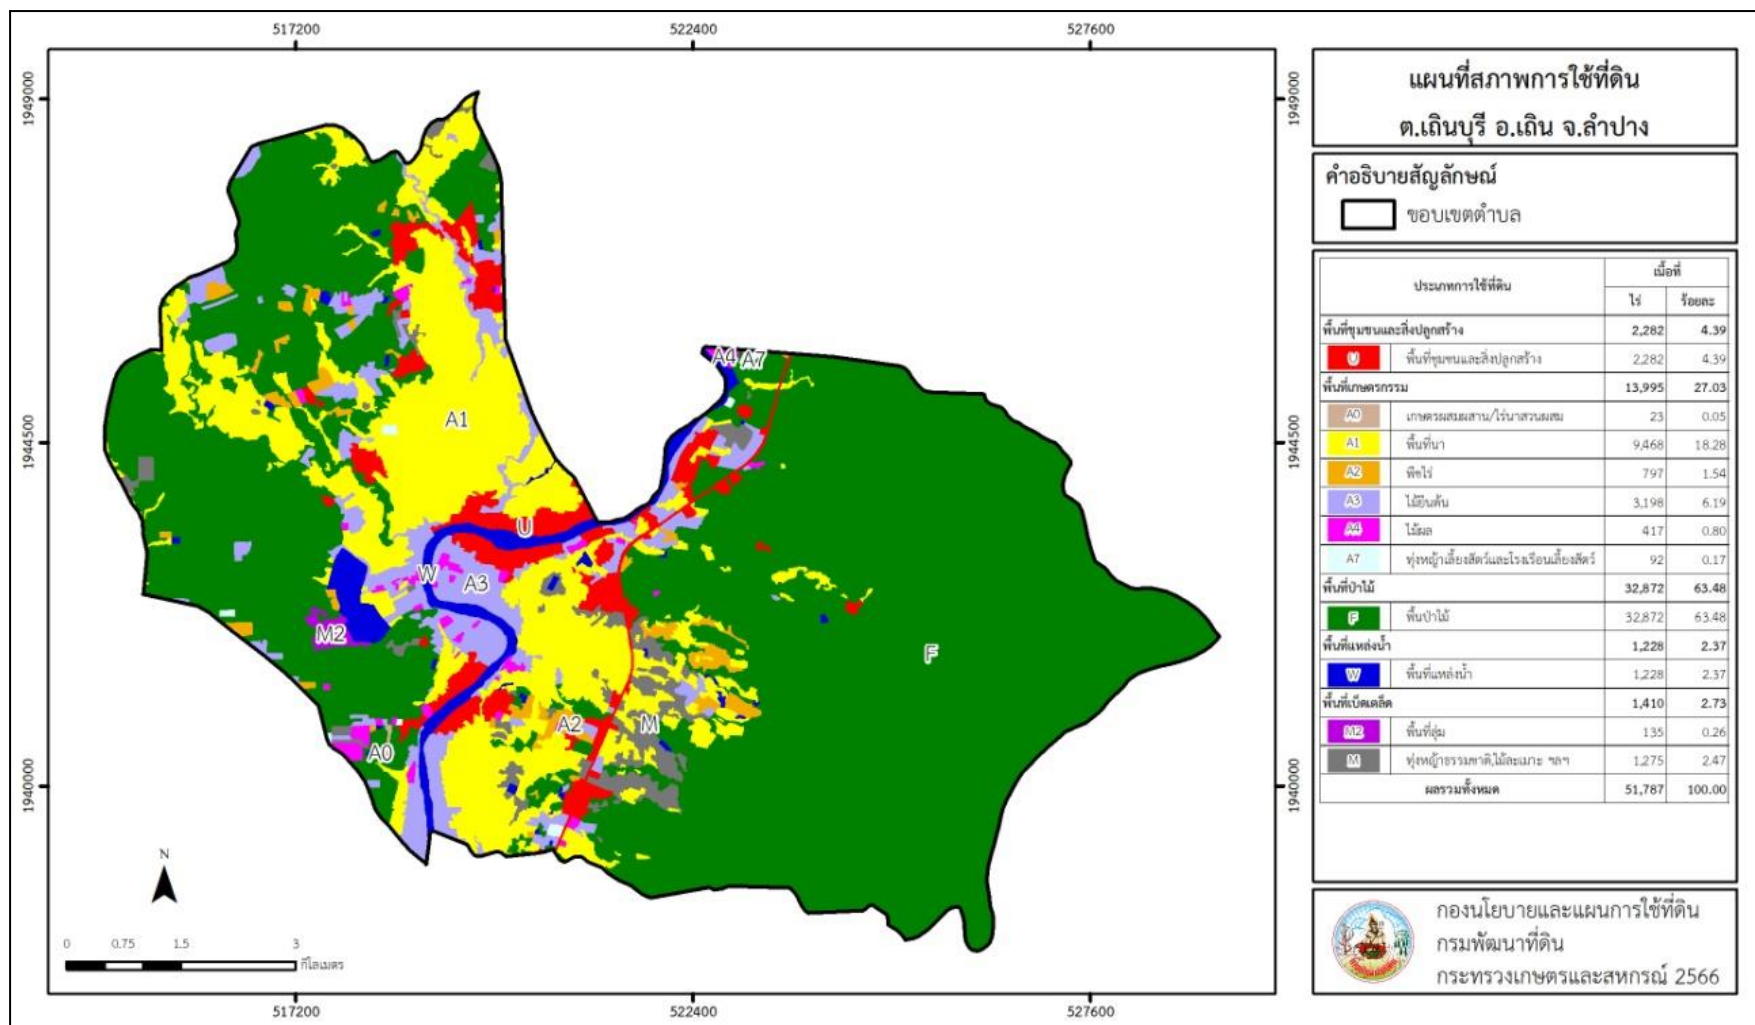 517200 522400 527600
1949000 1949000
1944500 1944500
1940000 1940000
A4 A7
A1
U
W A3
M2
F
A2 M
A0
N
0 0.75 1.5 3
กิโลเมตร
517200 522400 527600
แผนที่สภาพการใช้ที่ดิน
ต.เถินบุรี อ.เถิน จ.ลำปาง
คำอธิบายสัญลักษณ์
ขอบเขตตำบล
ประเภทการใช้ที่ดิน เนื้อที่
ไร่ ร้อยละ
พื้นที่ชุมชนและสิ่งปลูกสร้าง 2,282 4.39
U พื้นที่ชุมชนและสิ่งปลูกสร้าง 2,282 4.39
พื้นที่เกษตรกรรม 13,995 27.03
A0 เกษตรผสมผสาน/ไร่นาสวนผสม 23 0.05
A1 พื้นที่นา 9,468 18.28
A2 พืชไร่ 797 1.54
A3 ไม้ยืนต้น 3,198 6.19
A4 ไม้ผล 417 0.80
A7 ทุ่งหญ้าเลี้ยงสัตว์และโรงเรือนเลี้ยงสัตว์ 92 0.17
พื้นที่ป่าไม้ 32,872 63.48
F พื้นป่าไม้ 32,872 63.48
พื้นที่แหล่งน้ำ 1,228 2.37
W พื้นที่แหล่งน้ำ 1,228 2.37
พื้นที่เบ็ดเตล็ด 1,410 2.73
M2 พื้นที่ลุ่ม 135 0.26
M ทุ่งหญ้าธรรมชาติ,ไม้ละเมาะ ฯลฯ 1,275 2.47
ผลรวมทั้งหมด 51,787 100.00
กองนโยบายและแผนการใช้ที่ดิน
กรมพัฒนาที่ดิน
กระทรวงเกษตรและสหกรณ์ 2566